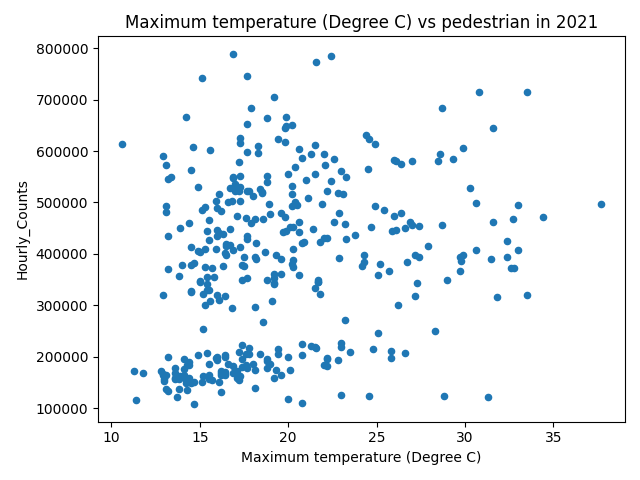 Maximum temperature (Degree C) vs pedestrian in 2021
800000
700000
600000
500000
400000
300000
200000
100000
Hourly_Counts
10 15 20 25 30 35
Maximum temperature (Degree C)